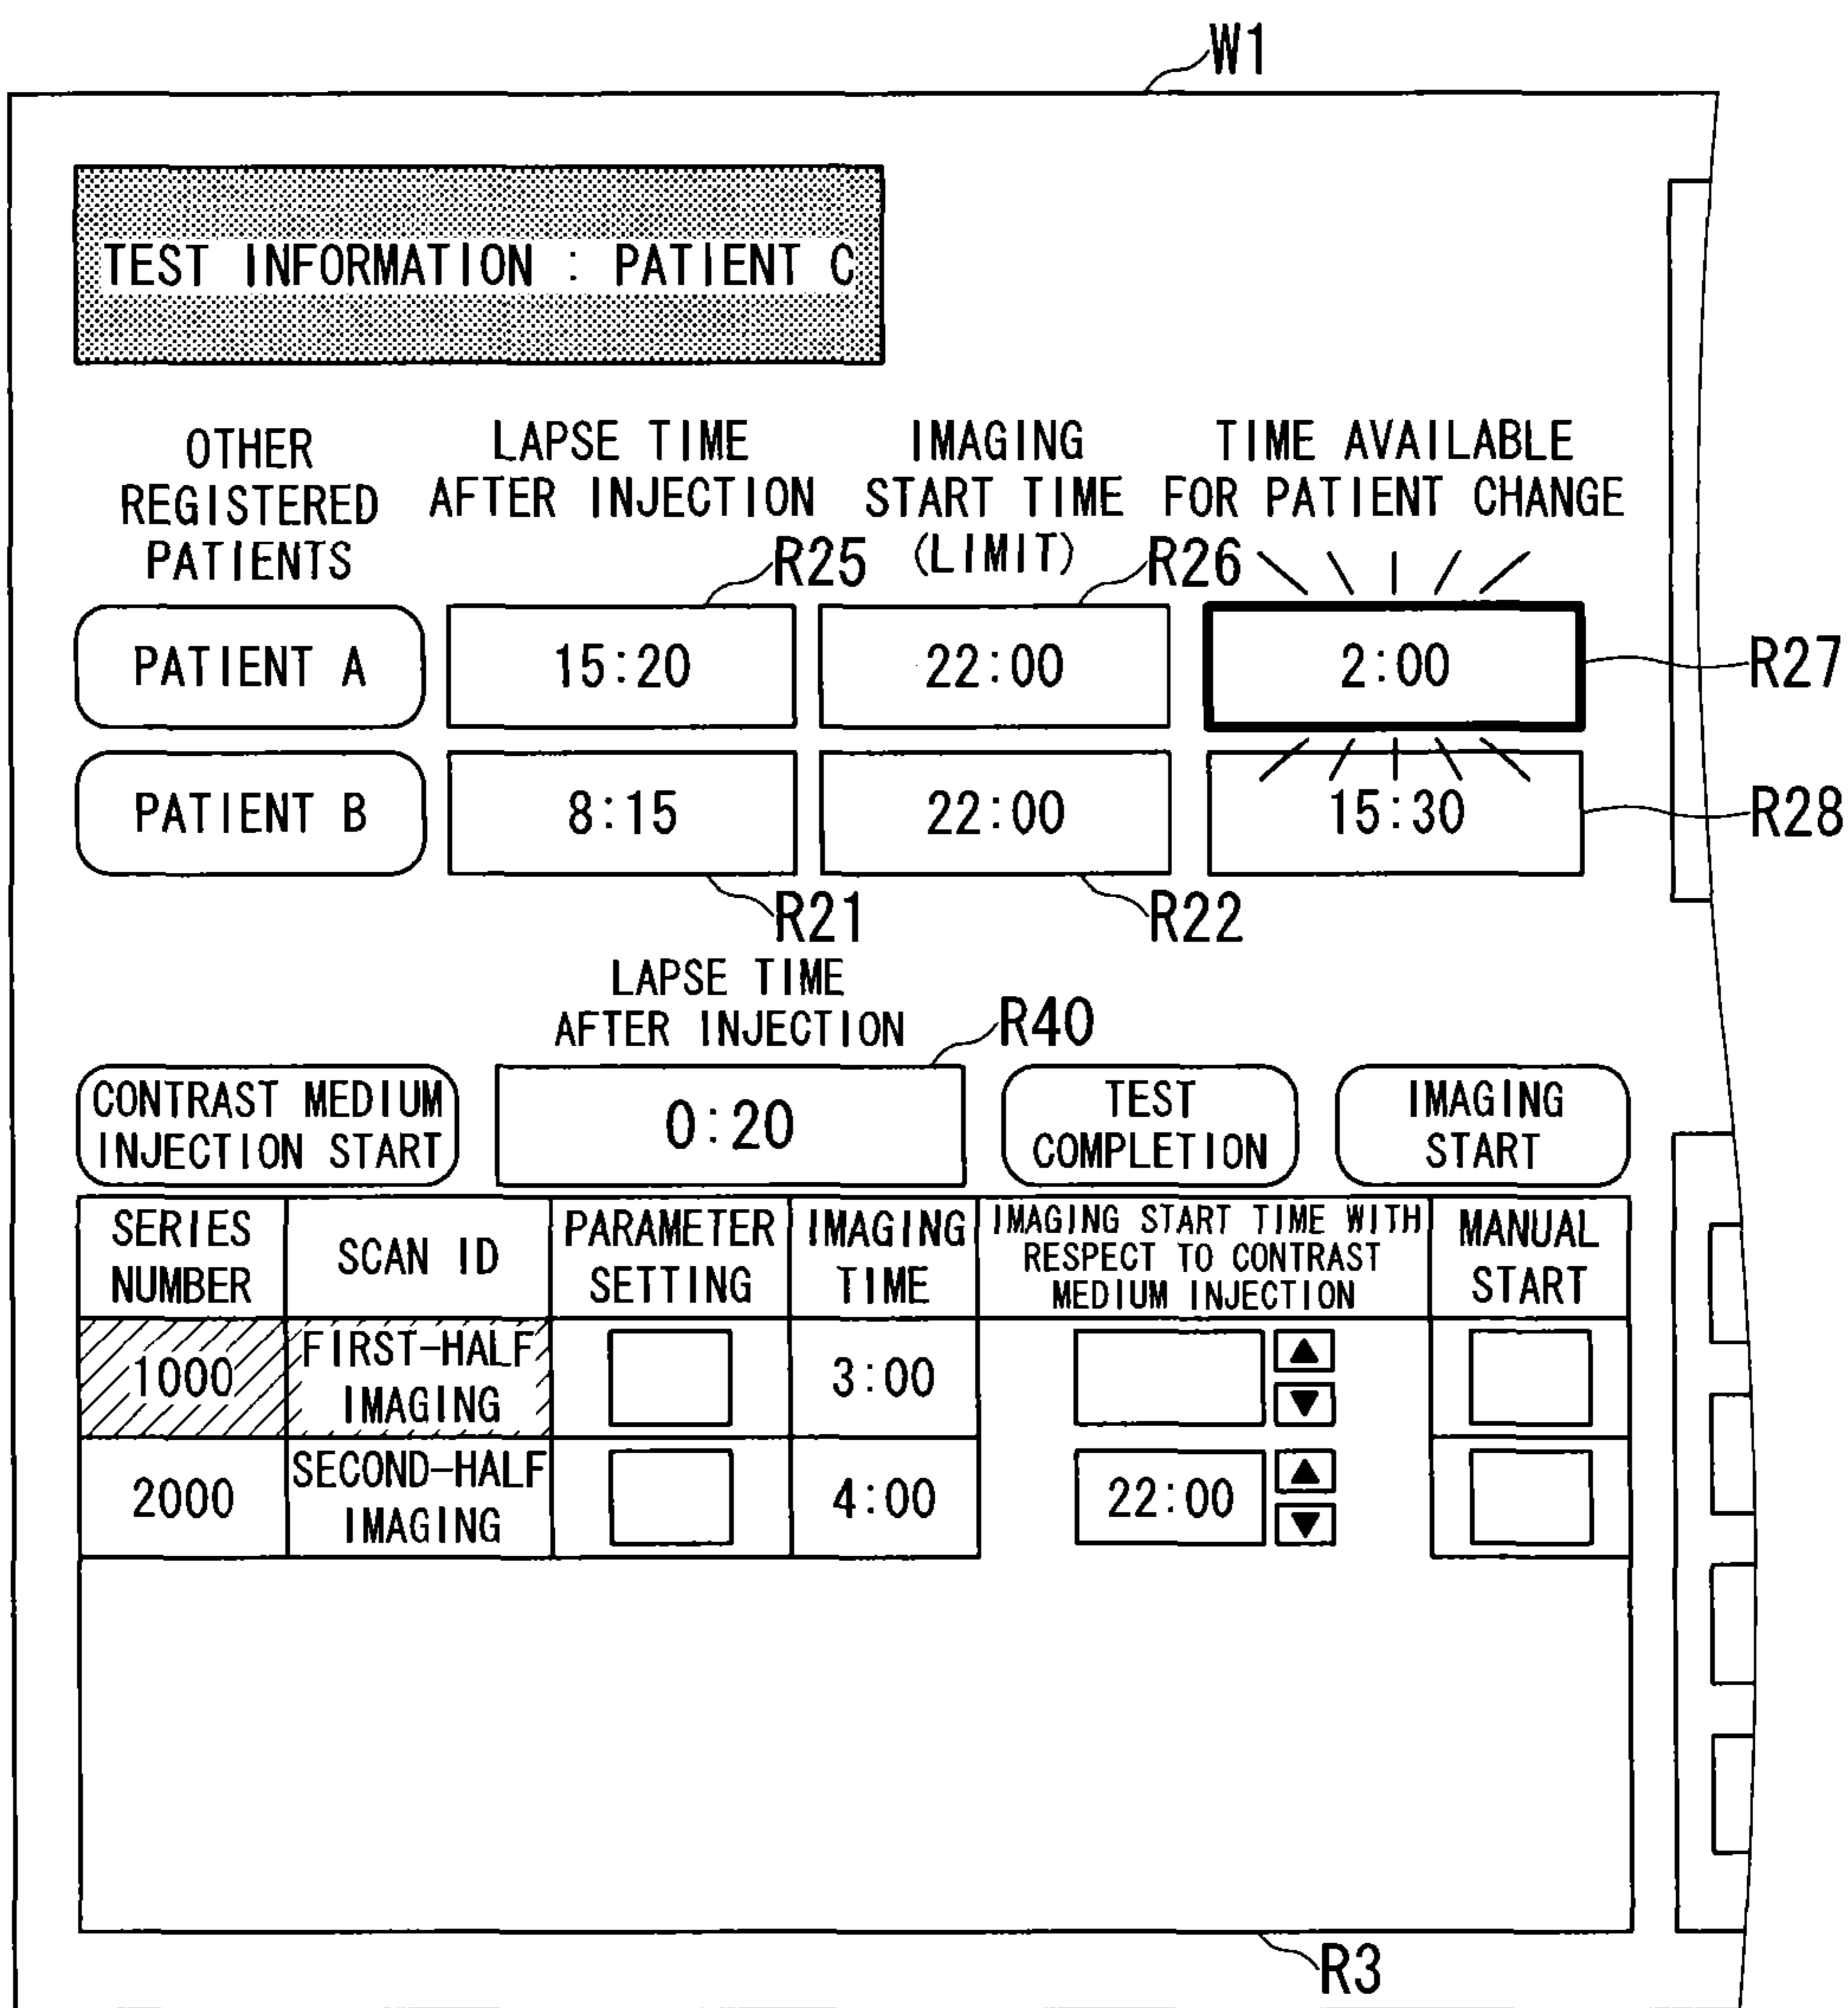 W1
TEST INFORMATION : PATIENT C
OTHER
REGISTERED
PATIENTS
LAPSE TIME
AFTER INJECTION
IMAGING
START TIME
(LIMIT)
TIME AVAILABLE
FOR PATIENT CHANGE
R25
R26
PATIENT A
15:20
22:00
2:00
R27
PATIENT B
8:15
22:00
15:30
R28
R21
R22
LAPSE TIME
AFTER INJECTION
R40
CONTRAST MEDIUM
INJECTION START
0:20
TEST
COMPLETION
IMAGING
START
SERIES
NUMBER
SCAN ID
PARAMETER
SETTING
IMAGING
TIME
IMAGING START TIME WITH
RESPECT TO CONTRAST
MEDIUM INJECTION
MANUAL
START
1000
FIRST-HALF
IMAGING
3:00
▲
▼
2000
SECOND-HALF
IMAGING
4:00
22:00
▲
▼
R3